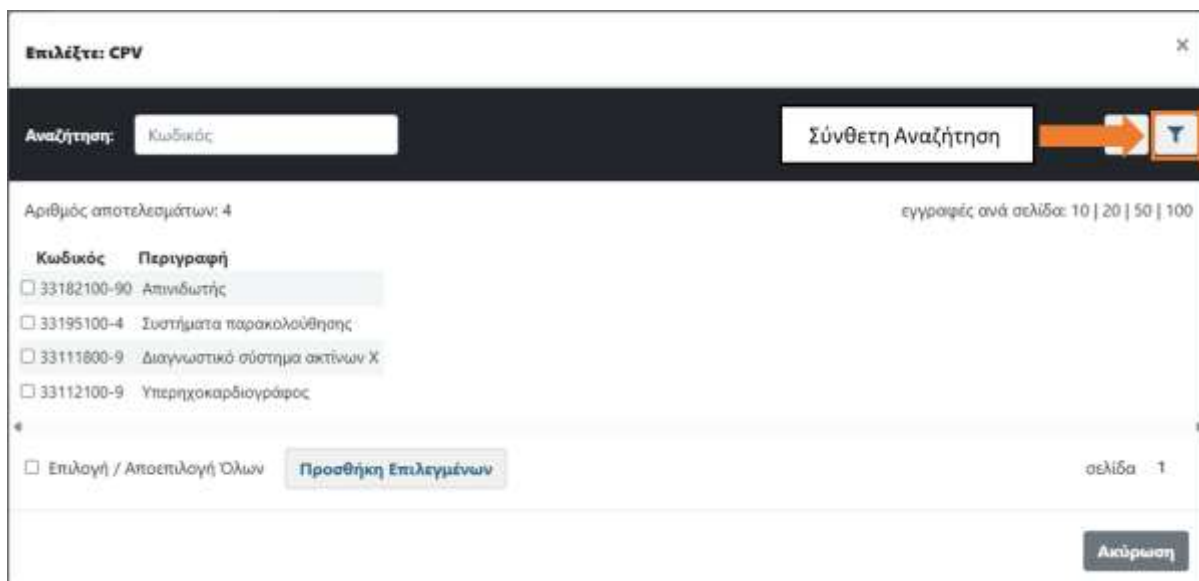 Επιλέξτε: CPV ×
Αναζήτηση: Κωδικός Σύνθετη Αναζήτηση
Αριθμός αποτελεσμάτων: 4 εγγραφές ανά σελίδα: 10 | 20 | 50 | 100
Κωδικός Περιγραφή
33182100-90 Απινιδωτής
33195100-4 Συστήματα παρακολούθησης
33111800-9 Διαγνωστικό σύστημα ακτίνων Χ
33112100-9 Υπερηχοκαρδιογράφος
Επιλογή / Αποεπιλογή Όλων Προσθήκη Επιλεγμένων σελίδα 1
Ακύρωση